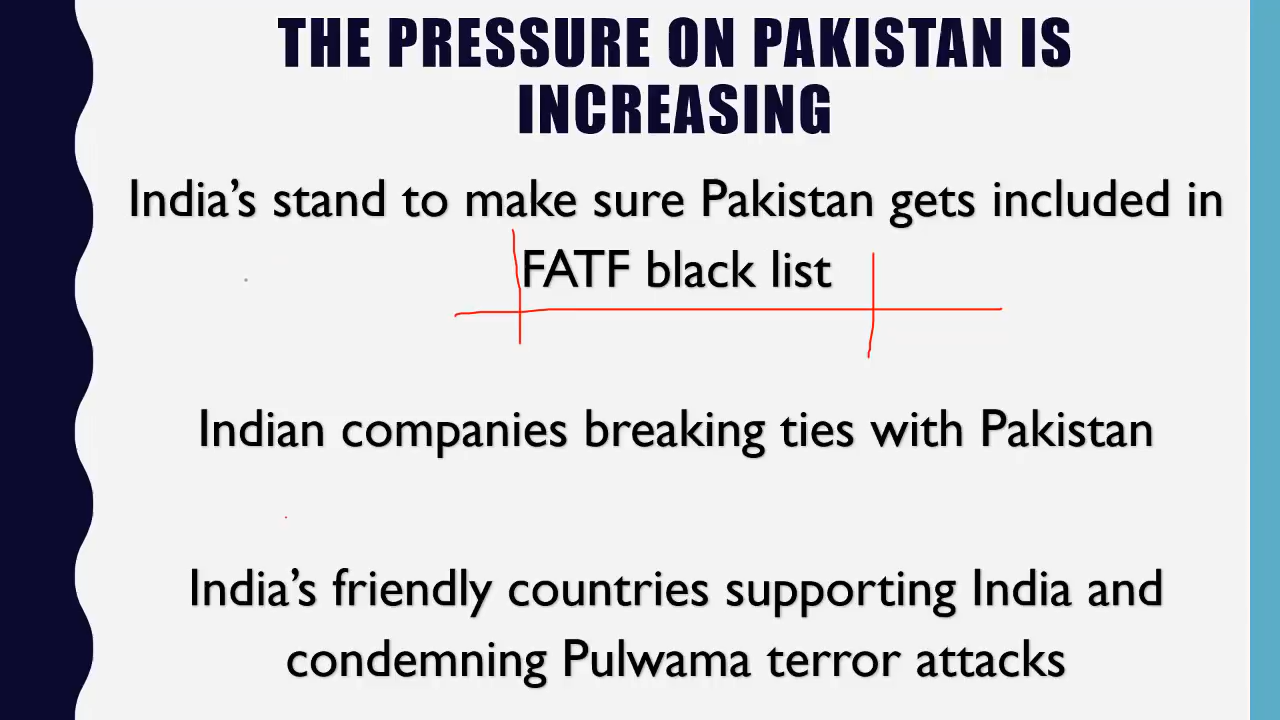 THE PRESSURE ON PAKISTAN IS
INCREASING
India’s stand to make sure Pakistan gets included in
FATF black list
Indian companies breaking ties with Pakistan
India’s friendly countries supporting India and
condemning Pulwama terror attacks